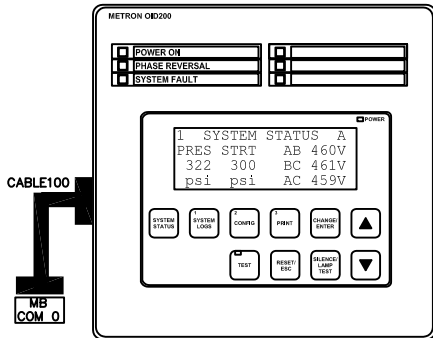 METRON OID200
POWER ON
PHASE REVERSAL
SYSTEM FAULT
POWER
1 SYSTEM STATUS A
PRES STRT AB 460V
322 300 BC 461V
psi psi AC 459V
CABLE100
SYSTEM STATUS
1 SYSTEM LOGS
2 CONFIG
3 PRINT
CHANGE/ ENTER
TEST
RESET/ ESC
SILENCE/ LAMP TEST
MB
COM 0